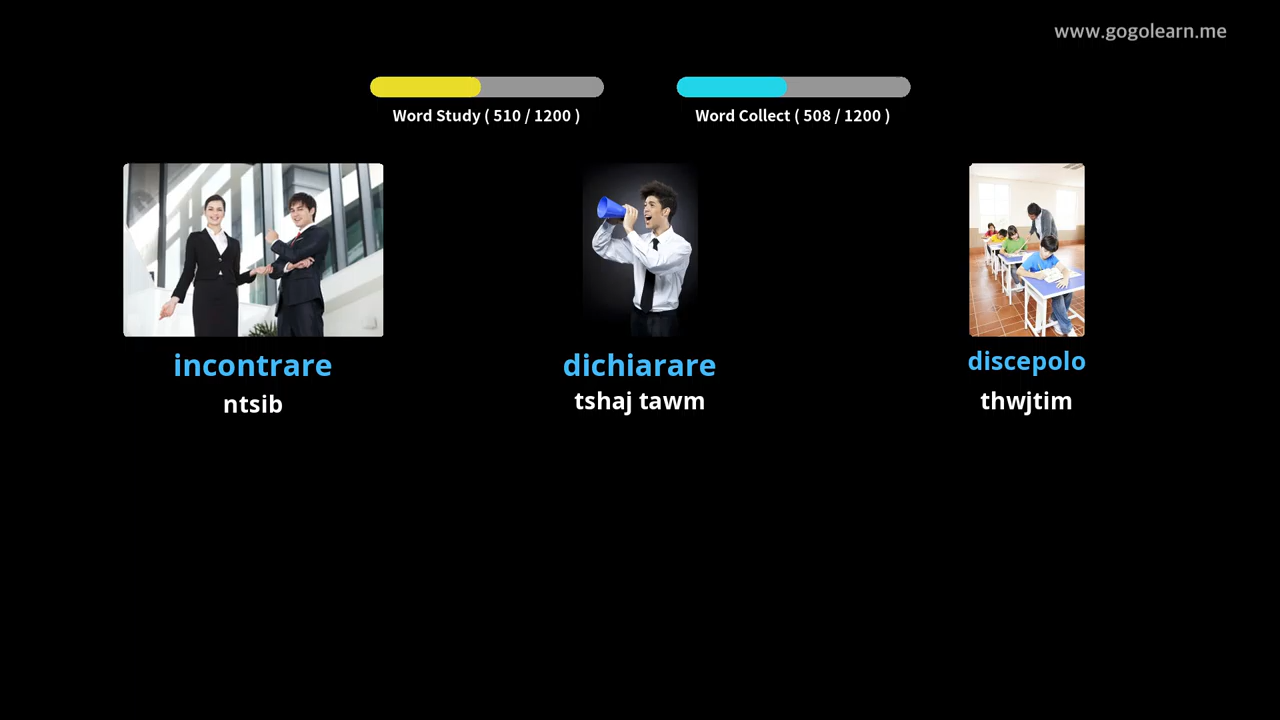 www.gogolearn.me
Word Study ( 510 / 1200 )
Word Collect ( 508 / 1200 )
incontrare
ntsib
dichiarare
tshaj tawm
discepolo
thwjtim